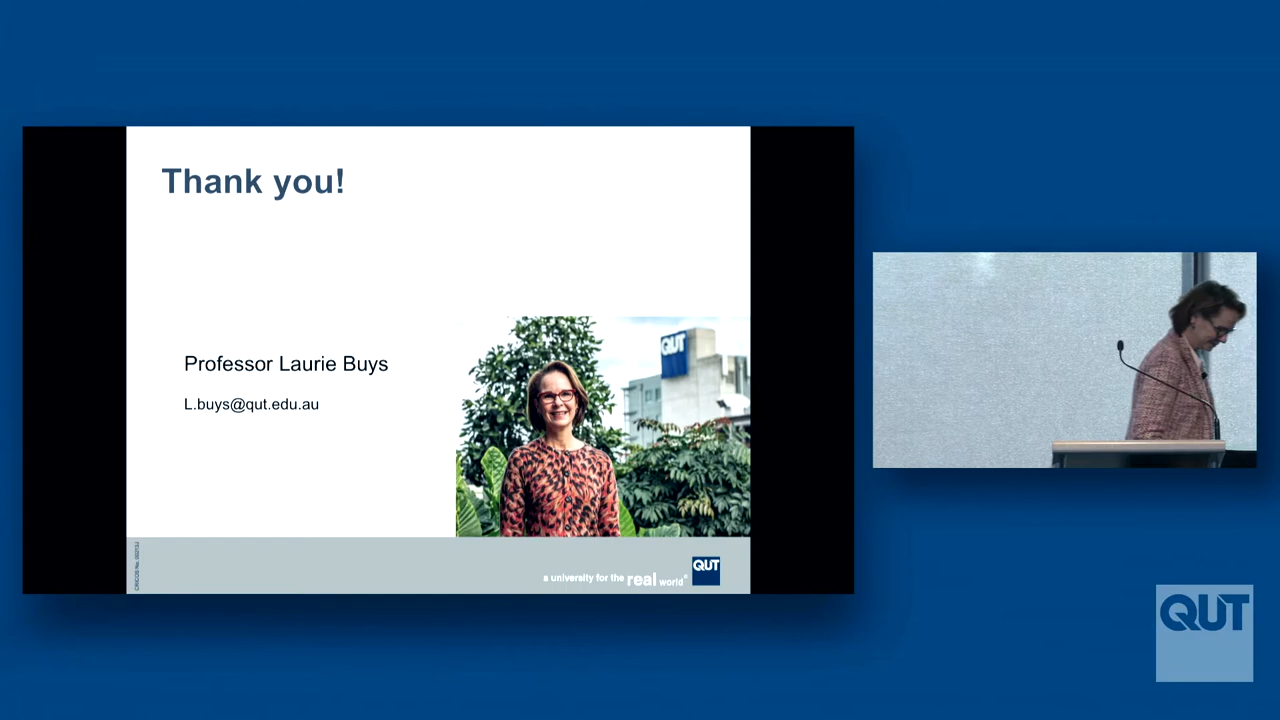 Thank you!
Professor Laurie Buys
L.buys@qut.edu.au
QUT
a university for the real world
QUT
QUT